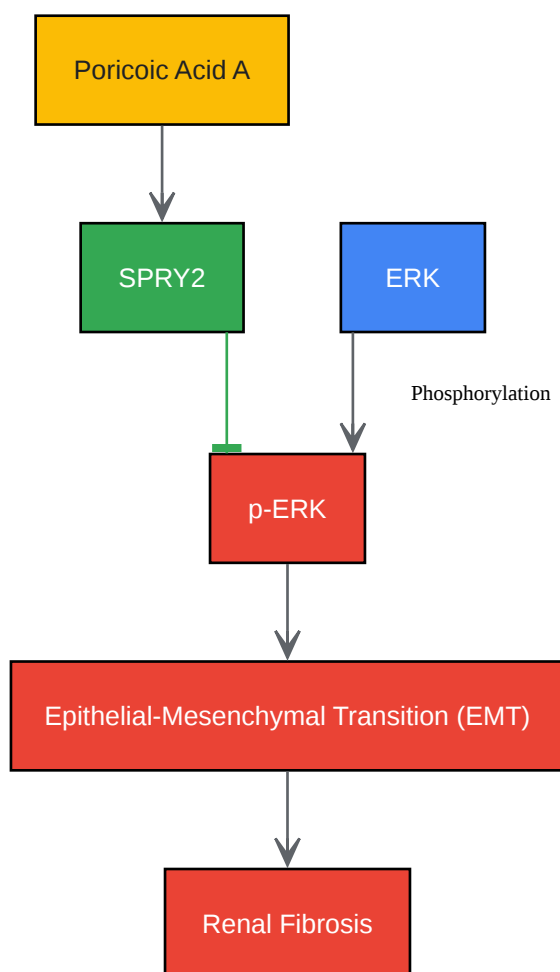 Poricoic Acid A
SPRY2
ERK
Phosphorylation
p-ERK
Epithelial-Mesenchymal Transition (EMT)
Renal Fibrosis